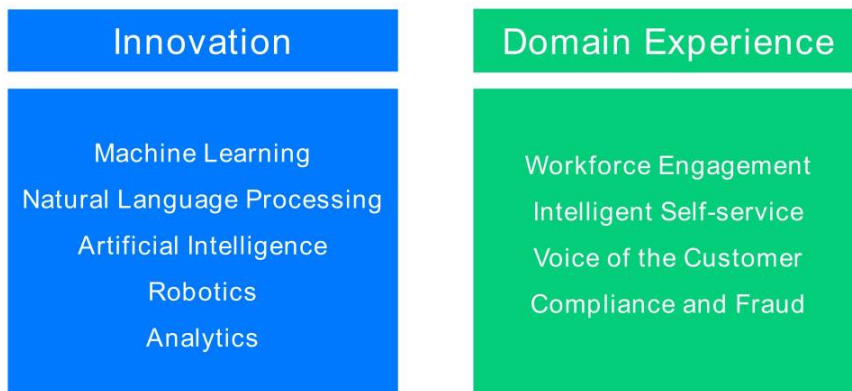 Innovation
Machine Learning
Natural Language Processing
Artificial Intelligence
Robotics
Analytics
Domain Experience
Workforce Engagement
Intelligent Self-service
Voice of the Customer
Compliance and Fraud